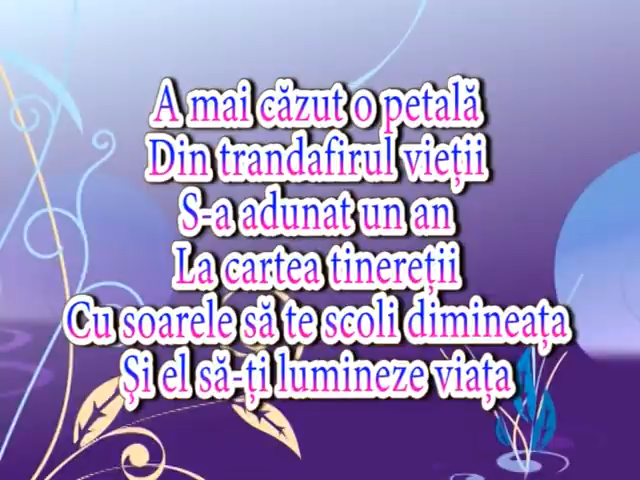 A mai căzut o petală
Din trandafirul vieții
S-a adunat un an
La cartea tinereții
Cu soarele să te scoli dimineața
Şi el să-ți lumineze viața